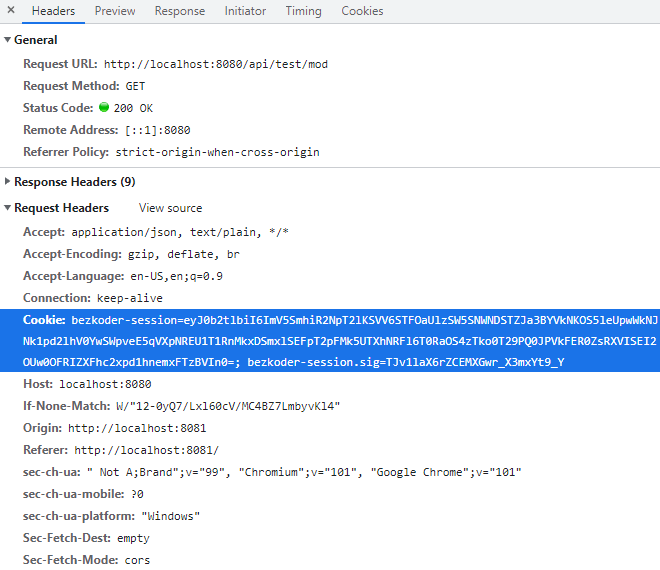 × Headers Preview Response Initiator Timing Cookies
▼General
Request URL: http://localhost:8080/api/test/mod
Request Method: GET
Status Code: 200 OK
Remote Address: [::1]:8080
Referrer Policy: strict-origin-when-cross-origin
▶Response Headers (9)
▼Request Headers View source
Accept: application/json, text/plain, */*
Accept-Encoding: gzip, deflate, br
Accept-Language: en-US,en;q=0.9
Connection: keep-alive
Cookie: bezkoder-session=eyJ0b2tlbiI6ImV5SmhiR2NpT2lKSVV6STFOaUlzSW5SNWNDSTZJa3BYVkNKOS5leUpwWkNJ
Nk1pd2lhV0YwSWpveE5qVXpNREU1T1RnMkxDSmxlSEFpT2pFMk5UTXhNRFl6T0RaOS4zTko0T29PQ0JPVkFER0ZsRXVISEI2
OUw0OFRIZXFhc2xpd1hnemxFTzBVIn0=; bezkoder-session.sig=TJv1laX6rZCEMXGwr_X3mxYt9_Y
Host: localhost:8080
If-None-Match: W/"12-0yQ7/Lxl60cV/MC4BZ7LmbyvKl4"
Origin: http://localhost:8081
Referer: http://localhost:8081/
sec-ch-ua: " Not A;Brand";v="99", "Chromium";v="101", "Google Chrome";v="101"
sec-ch-ua-mobile: ?0
sec-ch-ua-platform: "Windows"
Sec-Fetch-Dest: empty
Sec-Fetch-Mode: cors